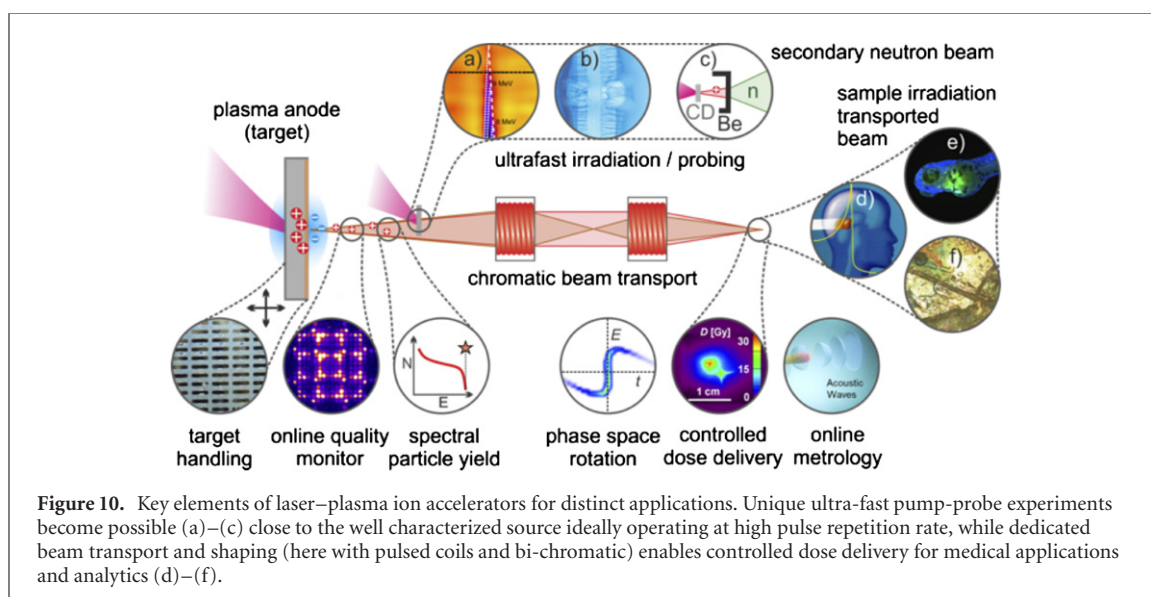 a)
b)
c)
MeV
MeV
CD
Be
n
secondary neutron beam
plasma anode
(target)
sample irradiation
transported
beam
ultrafast irradiation / probing
d)
e)
f)
chromatic beam transport
N
E
E
t
D [Gy]
30
15
0
1 cm
Acoustic
Waves
target
handling
online quality
monitor
spectral
particle yield
phase space
rotation
controlled
dose delivery
online
metrology
Figure 10. Key elements of laser–plasma ion accelerators for distinct applications. Unique ultra-fast pump-probe experiments
become possible (a)–(c) close to the well characterized source ideally operating at high pulse repetition rate, while dedicated
beam transport and shaping (here with pulsed coils and bi-chromatic) enables controlled dose delivery for medical applications
and analytics (d)–(f).